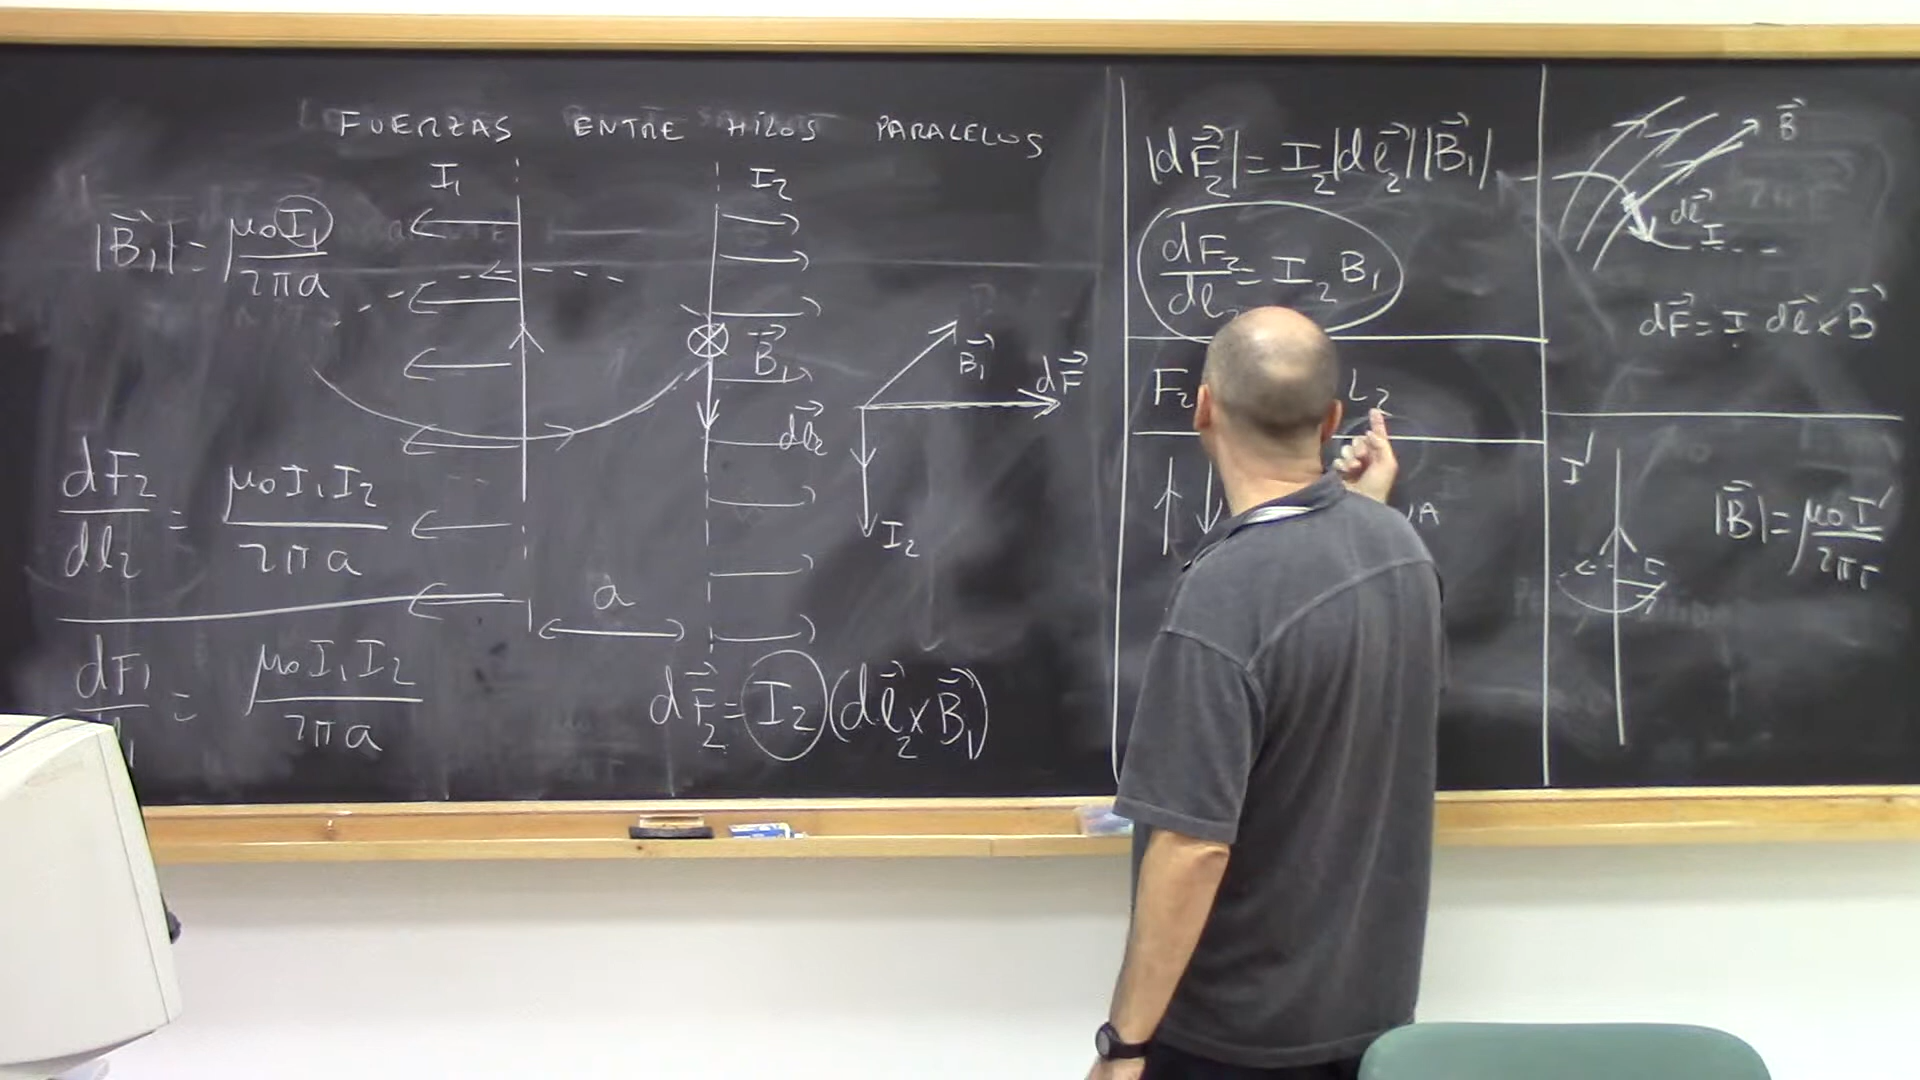 FUERZAS ENTRE HILOS PARALELOS
I₁
I₂
|B⃗₁| = μ₀I₁ / 2πa
B⃗₁
dl⃗₂
B⃗₁
dF⃗
I₂
dF₂/dl₂ = μ₀I₁I₂ / 2πa
a
dF₁/ = μ₀I₁I₂ / 2πa
dF⃗₂ = I₂(dl⃗₂ × B⃗₁)
|dF⃗₂| = I₂|dl⃗₂||B⃗₁|
dF₂/dl₂ = I₂ B₁
F₂
L₂
A
B⃗
dl⃗
I
dF⃗ = I dl⃗ × B⃗
I'
r
|B⃗| = μ₀I' / 2πr